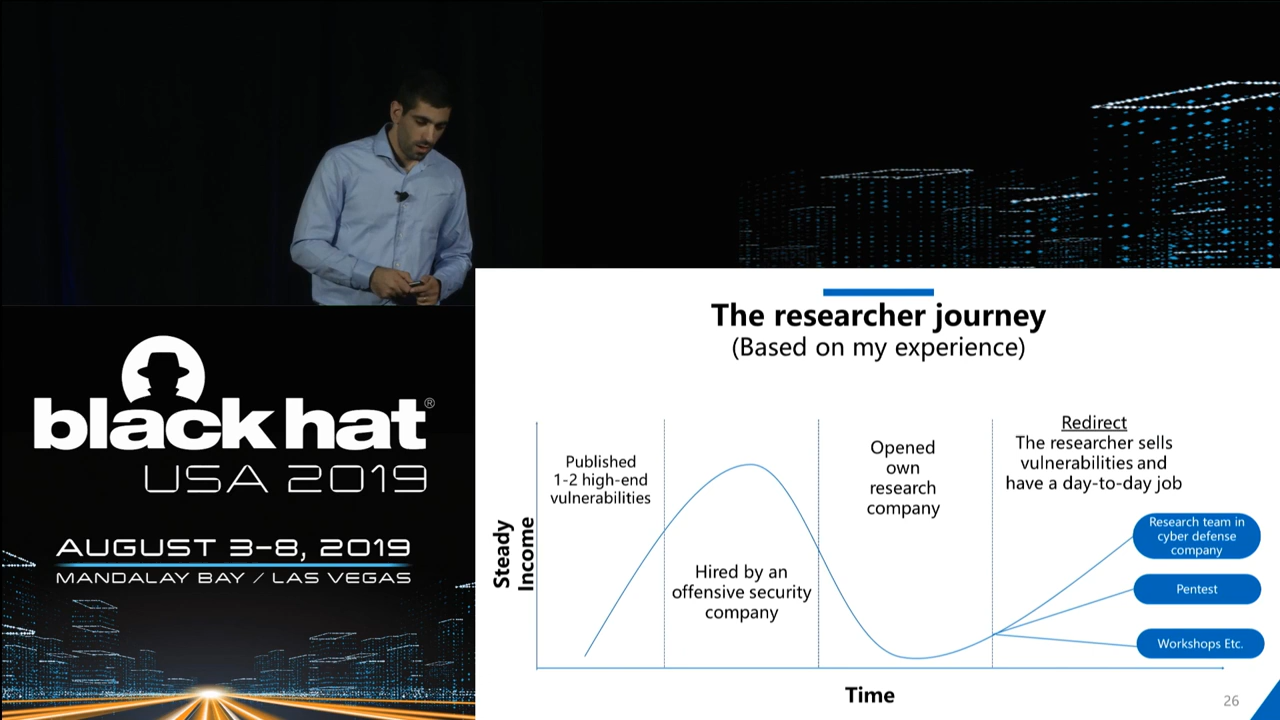 black hat®
USA 2019
AUGUST 3-8, 2019
MANDALAY BAY / LAS VEGAS
The researcher journey
(Based on my experience)
Steady
Income
Published
1-2 high-end
vulnerabilities
Hired by an
offensive security
company
Opened
own
research
company
Redirect
The researcher sells
vulnerabilities and
have a day-to-day job
Research team in
cyber defense
company
Pentest
Workshops Etc.
Time
26